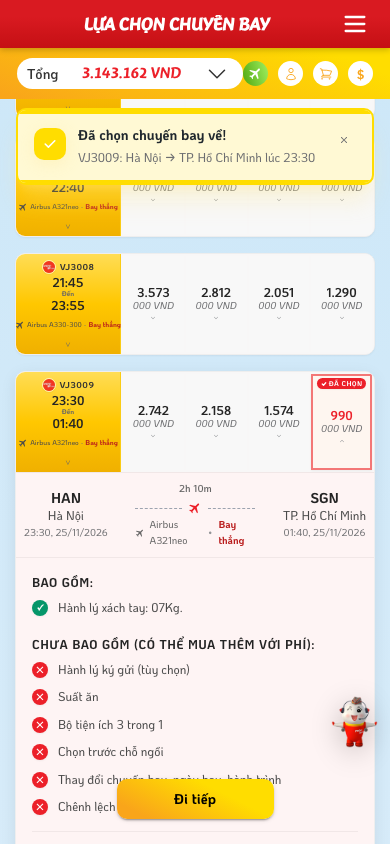 LỰA CHỌN CHUYẾN BAY
Tổng 3.143.162 VND
$
Đã chọn chuyến bay về!
VJ3009: Hà Nội → TP. Hồ Chí Minh lúc 23:30
×
22:40
Airbus A321neo · Bay thẳng
000 VND 000 VND 000 VND 000 VND
VJ3008
21:45
Đến
23:55
Airbus A330-300 · Bay thẳng
3.573 2.812 2.051 1.290
000 VND 000 VND 000 VND 000 VND
VJ3009
23:30
Đến
01:40
Airbus A321neo · Bay thẳng
✓ ĐÃ CHỌN
2.742 2.158 1.574 990
000 VND 000 VND 000 VND 000 VND
HAN
Hà Nội
23:30, 25/11/2026
2h 10m
Airbus A321neo • Bay thẳng
SGN
TP. Hồ Chí Minh
01:40, 25/11/2026
BAO GỒM:
Hành lý xách tay: 07Kg.
CHƯA BAO GỒM (CÓ THỂ MUA THÊM VỚI PHÍ):
Hành lý ký gửi (tùy chọn)
Suất ăn
Bộ tiện ích 3 trong 1
Chọn trước chỗ ngồi
Thay đổi chuyến bay, ngày bay, hành trình
Chênh lệch
Đi tiếp